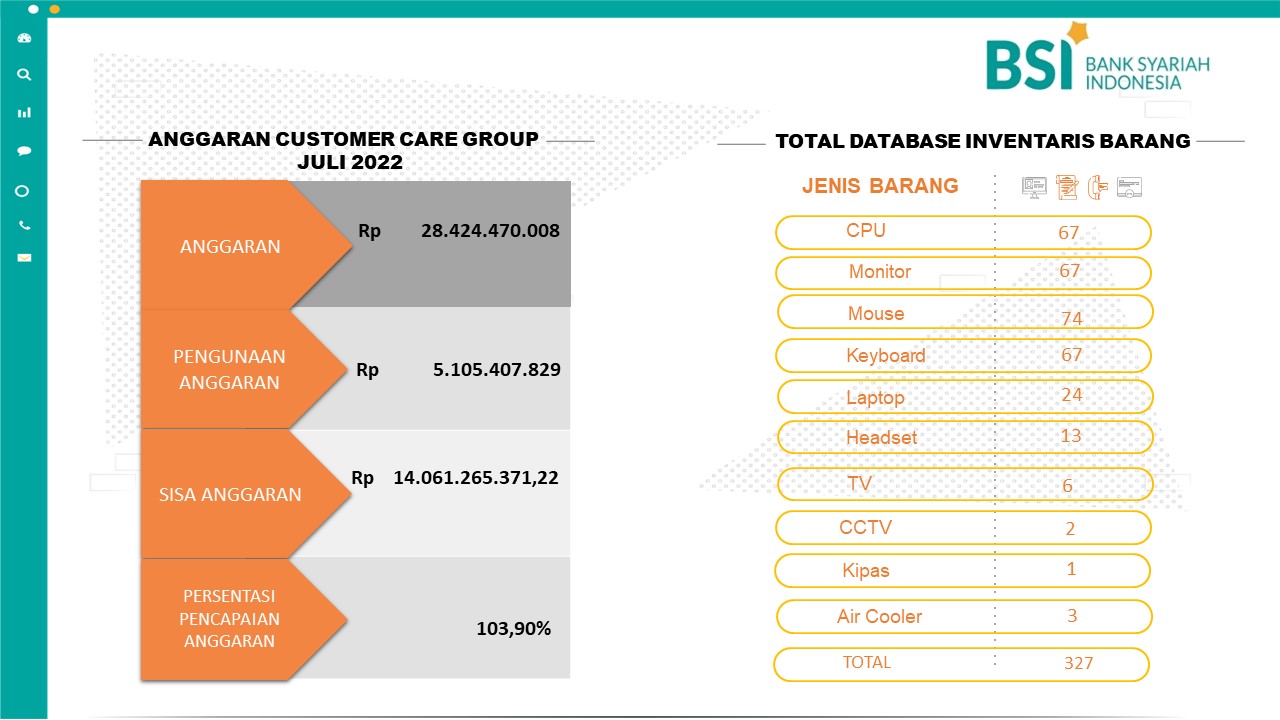 BSI BANK SYARIAH
INDONESIA
ANGGARAN CUSTOMER CARE GROUP
JULI 2022
ANGGARAN Rp 28.424.470.008
PENGUNAAN
ANGGARAN Rp 5.105.407.829
SISA ANGGARAN Rp 14.061.265.371,22
PERSENTASI
PENCAPAIAN
ANGGARAN 103,90%
TOTAL DATABASE INVENTARIS BARANG
JENIS BARANG
CPU 67
Monitor 67
Mouse 74
Keyboard 67
Laptop 24
Headset 13
TV 6
CCTV 2
Kipas 1
Air Cooler 3
TOTAL 327